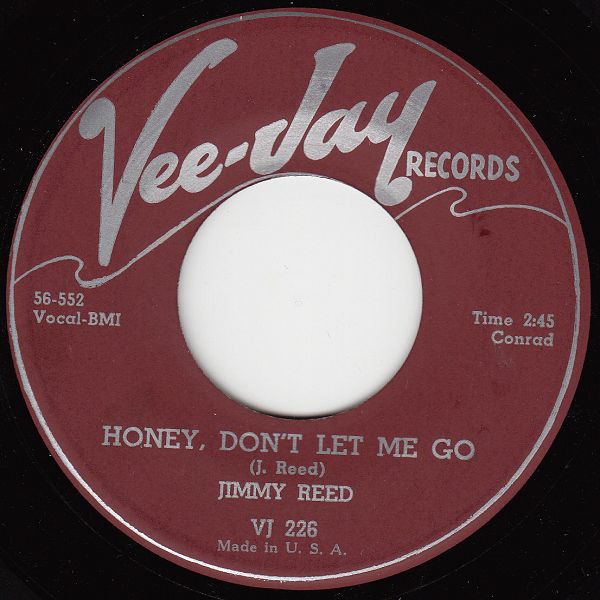 Vee-Jay
RECORDS
56-552
Vocal-BMI
Time 2:45
Conrad
HONEY, DON'T LET ME GO
(J. Reed)
JIMMY REED
VJ 226
Made in U. S. A.